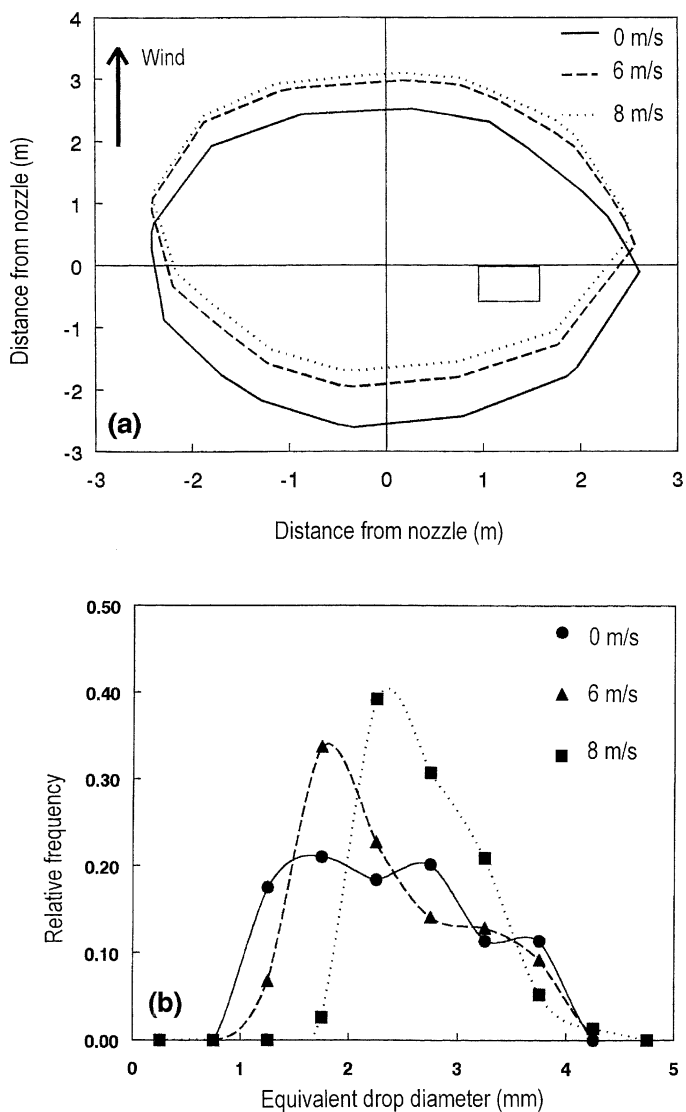 4
Wind
0 m/s
3
6 m/s
8 m/s
2
Distance from nozzle (m)
1
0
-1
-2
(a)
-3
-3 -2 -1 0 1 2 3
Distance from nozzle (m)
0.50
0 m/s
0.40
6 m/s
8 m/s
0.30
Relative frequency
0.20
0.10
(b)
0.00
0 1 2 3 4 5
Equivalent drop diameter (mm)